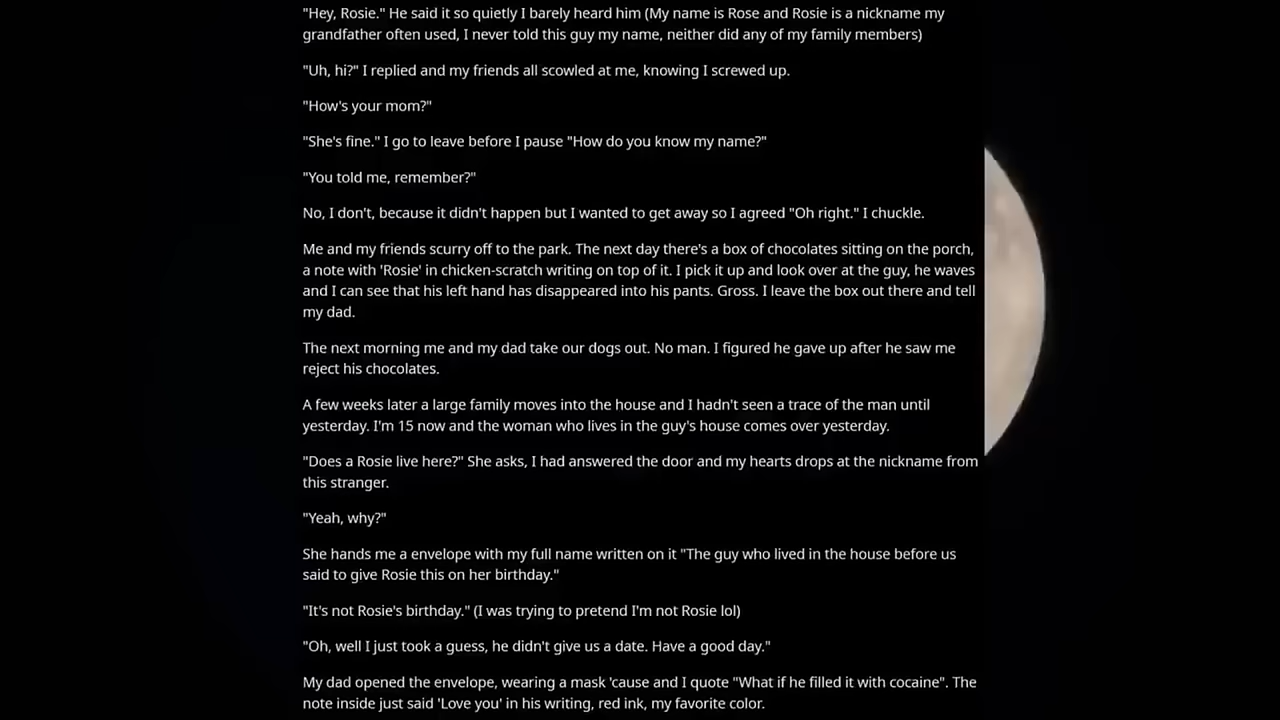 "Hey, Rosie." He said it so quietly I barely heard him (My name is Rose and Rosie is a nickname my
grandfather often used, I never told this guy my name, neither did any of my family members)
"Uh, hi?" I replied and my friends all scowled at me, knowing I screwed up.
"How's your mom?"
"She's fine." I go to leave before I pause "How do you know my name?"
"You told me, remember?"
No, I don't, because it didn't happen but I wanted to get away so I agreed "Oh right." I chuckle.
Me and my friends scurry off to the park. The next day there's a box of chocolates sitting on the porch,
a note with 'Rosie' in chicken-scratch writing on top of it. I pick it up and look over at the guy, he waves
and I can see that his left hand has disappeared into his pants. Gross. I leave the box out there and tell
my dad.
The next morning me and my dad take our dogs out. No man. I figured he gave up after he saw me
reject his chocolates.
A few weeks later a large family moves into the house and I hadn't seen a trace of the man until
yesterday. I'm 15 now and the woman who lives in the guy's house comes over yesterday.
"Does a Rosie live here?" She asks, I had answered the door and my hearts drops at the nickname from
this stranger.
"Yeah, why?"
She hands me a envelope with my full name written on it "The guy who lived in the house before us
said to give Rosie this on her birthday."
"It's not Rosie's birthday." (I was trying to pretend I'm not Rosie lol)
"Oh, well I just took a guess, he didn't give us a date. Have a good day."
My dad opened the envelope, wearing a mask 'cause and I quote "What if he filled it with cocaine". The
note inside just said 'Love you' in his writing, red ink, my favorite color.